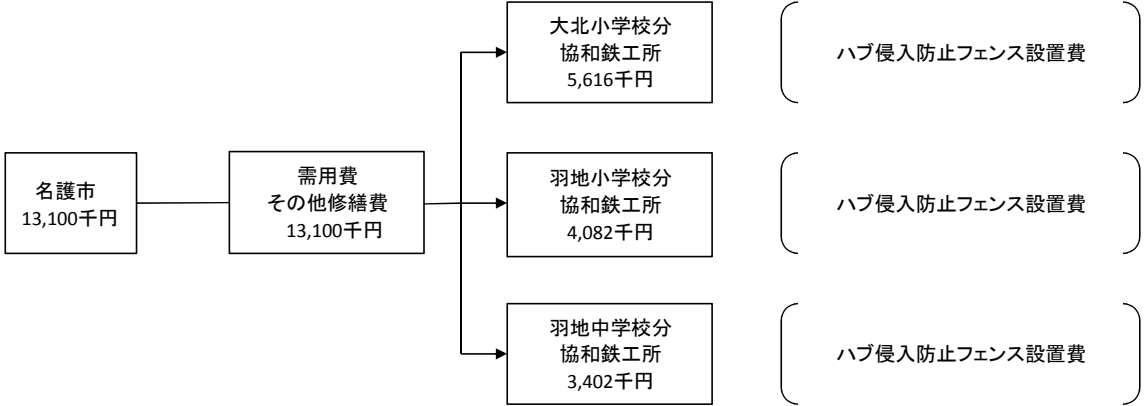 名護市
13,100千円
需用費
その他修繕費
13,100千円
大北小学校分
協和鉄工所
5,616千円
ハブ侵入防止フェンス設置費
羽地小学校分
協和鉄工所
4,082千円
ハブ侵入防止フェンス設置費
羽地中学校分
協和鉄工所
3,402千円
ハブ侵入防止フェンス設置費